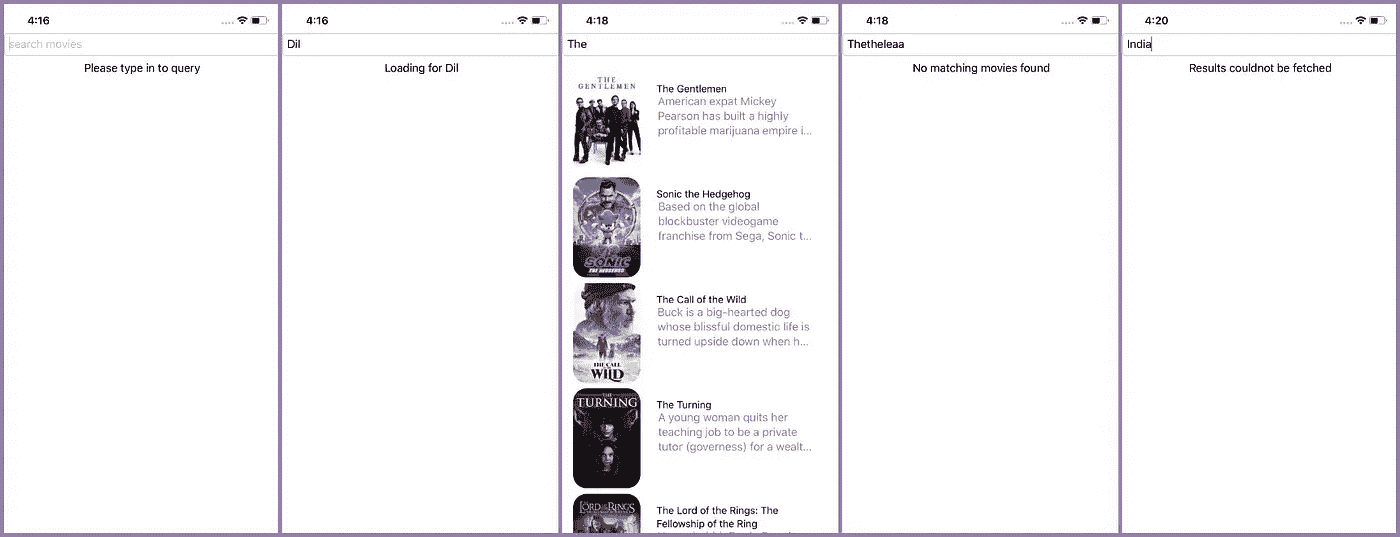 4:16
search movies
Please type in to query
4:16
Dil
Loading for Dil
4:18
The
THE
GENTLEMEN
The Gentlemen
American expat Mickey
Pearson has built a highly
profitable marijuana empire i...
SONIC
THE HEDGEHOG
Sonic the Hedgehog
Based on the global
blockbuster videogame
franchise from Sega, Sonic t...
THE CALL
WILD
The Call of the Wild
Buck is a big-hearted dog
whose blissful domestic life is
turned upside down when h...
THE
TURNING
The Turning
A young woman quits her
teaching job to be a private
tutor (governess) for a wealt...
LORD OF THE RINGS
The Lord of the Rings: The
Fellowship of the Ring
4:18
Thetheleaa
No matching movies found
4:20
India
Results couldnot be fetched